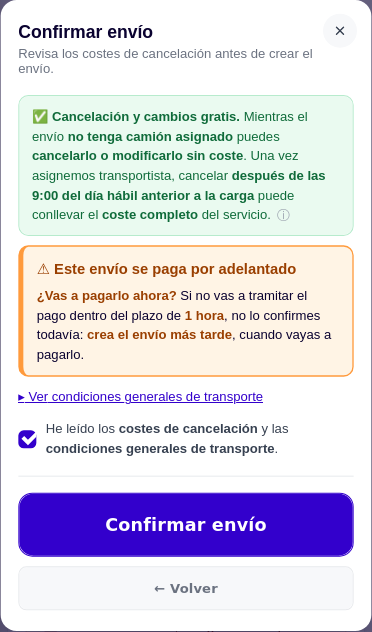 Confirmar envío
×
Revisa los costes de cancelación antes de crear el
envío.
✅ Cancelación y cambios gratis. Mientras el
envío no tenga camión asignado puedes
cancelarlo o modificarlo sin coste. Una vez
asignemos transportista, cancelar después de las
9:00 del día hábil anterior a la carga puede
conllevar el coste completo del servicio. ⓘ
⚠ Este envío se paga por adelantado
¿Vas a pagarlo ahora? Si no vas a tramitar el
pago dentro del plazo de 1 hora, no lo confirmes
todavía: crea el envío más tarde, cuando vayas a
pagarlo.
▸ Ver condiciones generales de transporte
He leído los costes de cancelación y las
condiciones generales de transporte.
Confirmar envío
← Volver